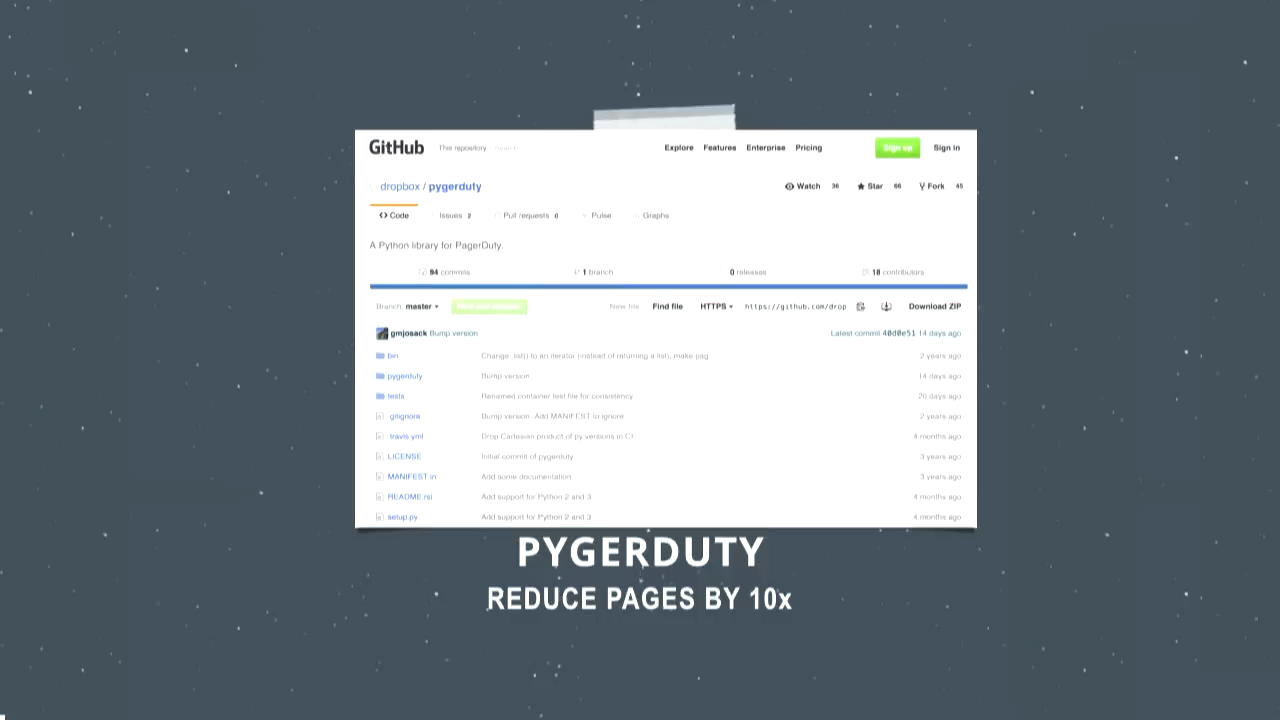 GitHub This repository Explore Features Enterprise Pricing Sign up Sign in
dropbox / pygerduty Watch 36 Star 66 Fork 45
Code Issues 2 Pull requests 0 Pulse Graphs
A Python library for PagerDuty.
94 commits 1 branch 0 releases 18 contributors
Branch: master New file Find file HTTPS https://github.com/drop Download ZIP
gmjosack Bump version Latest commit 40d0e51 14 days ago
bin Change .list() to an iterator (instead of returning a list), make pag 2 years ago
pygerduty Bump version 14 days ago
tests Renamed container test file for consistency 20 days ago
.gitignore Bump version. Add MANIFEST to ignore 2 years ago
.travis.yml Drop Cartesian product of py versions in CI 4 months ago
LICENSE Initial commit of pygerduty 3 years ago
MANIFEST.in Add some documentation 3 years ago
README.rst Add support for Python 2 and 3 4 months ago
setup.py Add support for Python 2 and 3 4 months ago
PYGERDUTY
REDUCE PAGES BY 10x